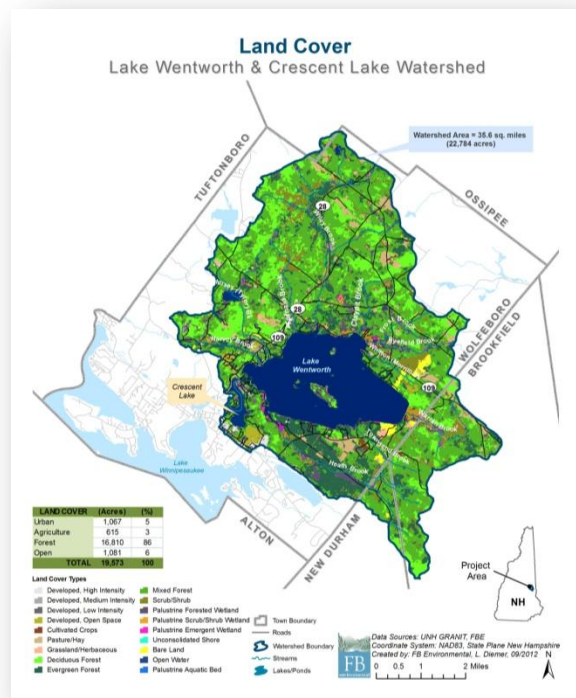 Land Cover
Lake Wentworth & Crescent Lake Watershed
Watershed Area = 35.6 sq. miles
(22,784 acres)
TUFTONBORO
OSSIPEE
28
WOLFEBORO
BROOKFIELD
28
109
Lake
Wentworth
109
Crescent
Lake
Heath Brook
Lake
Winnipesaukee
ALTON
NEW DURHAM
LAND COVER (Acres) (%)
Urban 1,067 5
Agriculture 615 3
Forest 16,810 86
Open 1,081 6
TOTAL 19,573 100
Project
Area
NH
Land Cover Types
Developed, High Intensity
Developed, Medium Intensity
Developed, Low Intensity
Developed, Open Space
Cultivated Crops
Pasture/Hay
Grassland/Herbaceous
Deciduous Forest
Evergreen Forest
Mixed Forest
Scrub/Shrub
Palustrine Forested Wetland
Palustrine Scrub/Shrub Wetland
Palustrine Emergent Wetland
Unconsolidated Shore
Bare Land
Open Water
Palustrine Aquatic Bed
Town Boundary
Roads
Watershed Boundary
Streams
Lakes/Ponds
FB
Data Sources: UNH GRANIT, FBE
Coordinate System: NAD83, State Plane New Hampshire
Created by: FB Environmental, L. Diemer, 09/2012
0 0.5 1 2 Miles
N